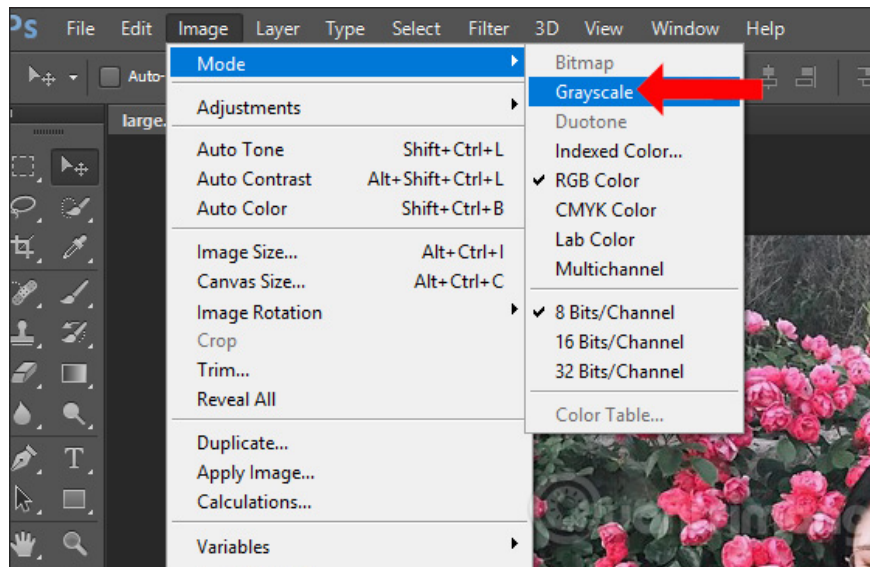 Ps File Edit Image Layer Type Select Filter 3D View Window Help
Auto-
large.
Mode
Adjustments
Auto Tone Shift+Ctrl+L
Auto Contrast Alt+Shift+Ctrl+L
Auto Color Shift+Ctrl+B
Image Size... Alt+Ctrl+I
Canvas Size... Alt+Ctrl+C
Image Rotation
Crop
Trim...
Reveal All
Duplicate...
Apply Image...
Calculations...
Variables
Bitmap
Grayscale
Duotone
Indexed Color...
RGB Color
CMYK Color
Lab Color
Multichannel
8 Bits/Channel
16 Bits/Channel
32 Bits/Channel
Color Table...
T